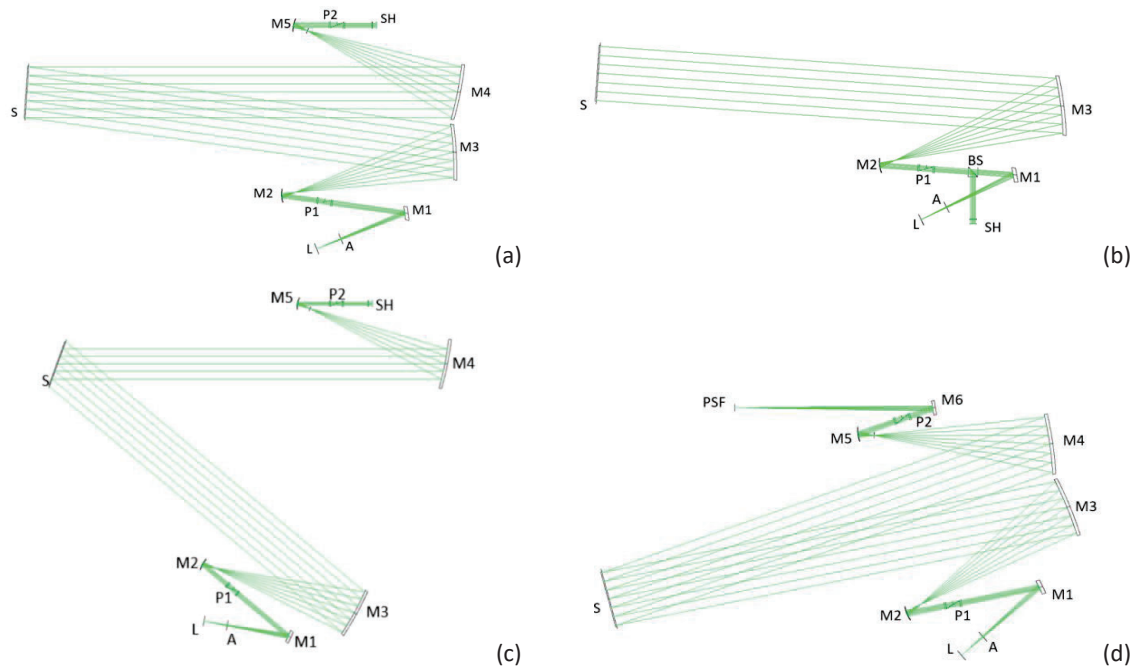 M5 P2 SH
S
M4
M3
M2
P1
M1
L A
(a)
S
M3
M2
P1
BS
M1
A
L
SH
(b)
M5 P2 SH
S
M4
M2
P1
L A M1
M3
(c)
PSF
M6
P2
M5
M4
M3
S
M2
P1
M1
A
L
(d)